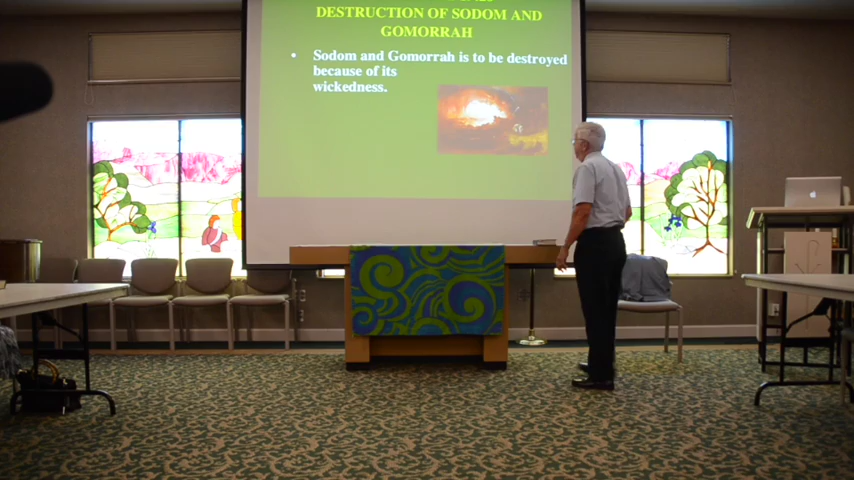 DESTRUCTION OF SODOM AND
GOMORRAH
• Sodom and Gomorrah is to be destroyed
because of its
wickedness.